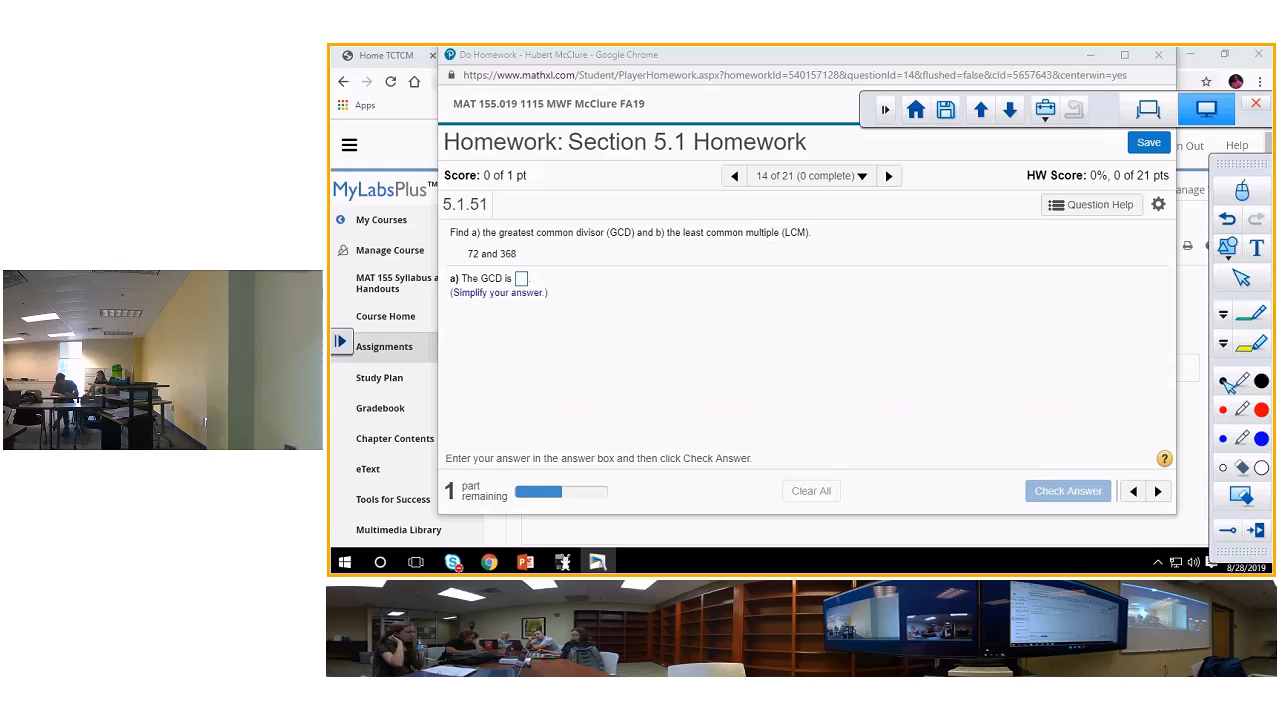 Home TCTCM
Do Homework - Hubert McClure - Google Chrome
https://www.mathxl.com/Student/PlayerHomework.aspx?homeworkId=540157128&questionId=14&flushed=false&cld=5657643&centerwin=yes
Apps
MAT 155.019 1115 MWF McClure FA19
Homework: Section 5.1 Homework
Save
n Out
Help
MyLabsPlus™
Score: 0 of 1 pt
14 of 21 (0 complete)
HW Score: 0%, 0 of 21 pts
anage
5.1.51
Question Help
My Courses
Manage Course
MAT 155 Syllabus a
Handouts
Course Home
Assignments
Study Plan
Gradebook
Chapter Contents
eText
Tools for Success
Multimedia Library
Find a) the greatest common divisor (GCD) and b) the least common multiple (LCM).
72 and 368
a) The GCD is
(Simplify your answer.)
Enter your answer in the answer box and then click Check Answer.
?
1 part
remaining
Clear All
Check Answer
T
8/28/2019